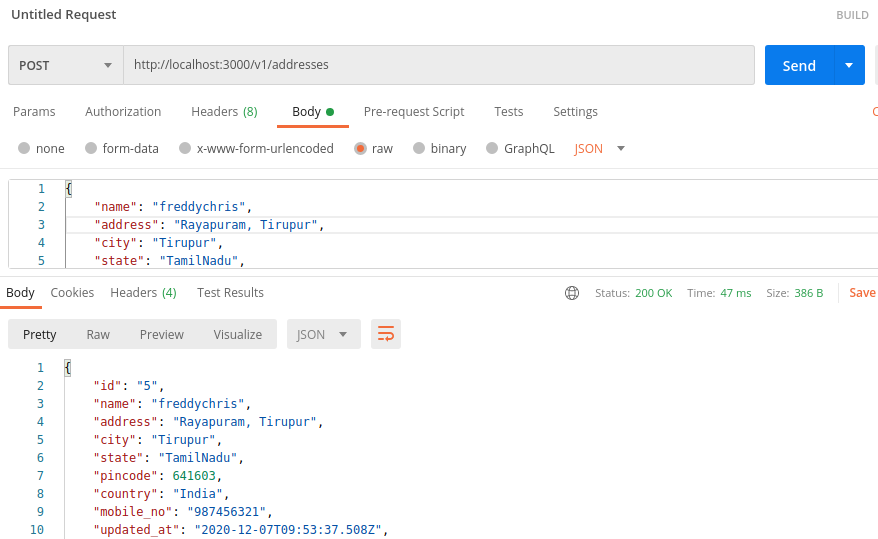 Untitled Request BUILD
POST http://localhost:3000/v1/addresses Send
Params Authorization Headers (8) Body Pre-request Script Tests Settings
none form-data x-www-form-urlencoded raw binary GraphQL JSON
1 {
2 "name": "freddychris",
3 "address": "Rayapuram, Tirupur",
4 "city": "Tirupur",
5 "state": "TamilNadu",
Body Cookies Headers (4) Test Results Status: 200 OK Time: 47 ms Size: 386 B Save
Pretty Raw Preview Visualize JSON
1 {
2 "id": "5",
3 "name": "freddychris",
4 "address": "Rayapuram, Tirupur",
5 "city": "Tirupur",
6 "state": "TamilNadu",
7 "pincode": 641603,
8 "country": "India",
9 "mobile_no": "987456321",
10 "updated_at": "2020-12-07T09:53:37.508Z",